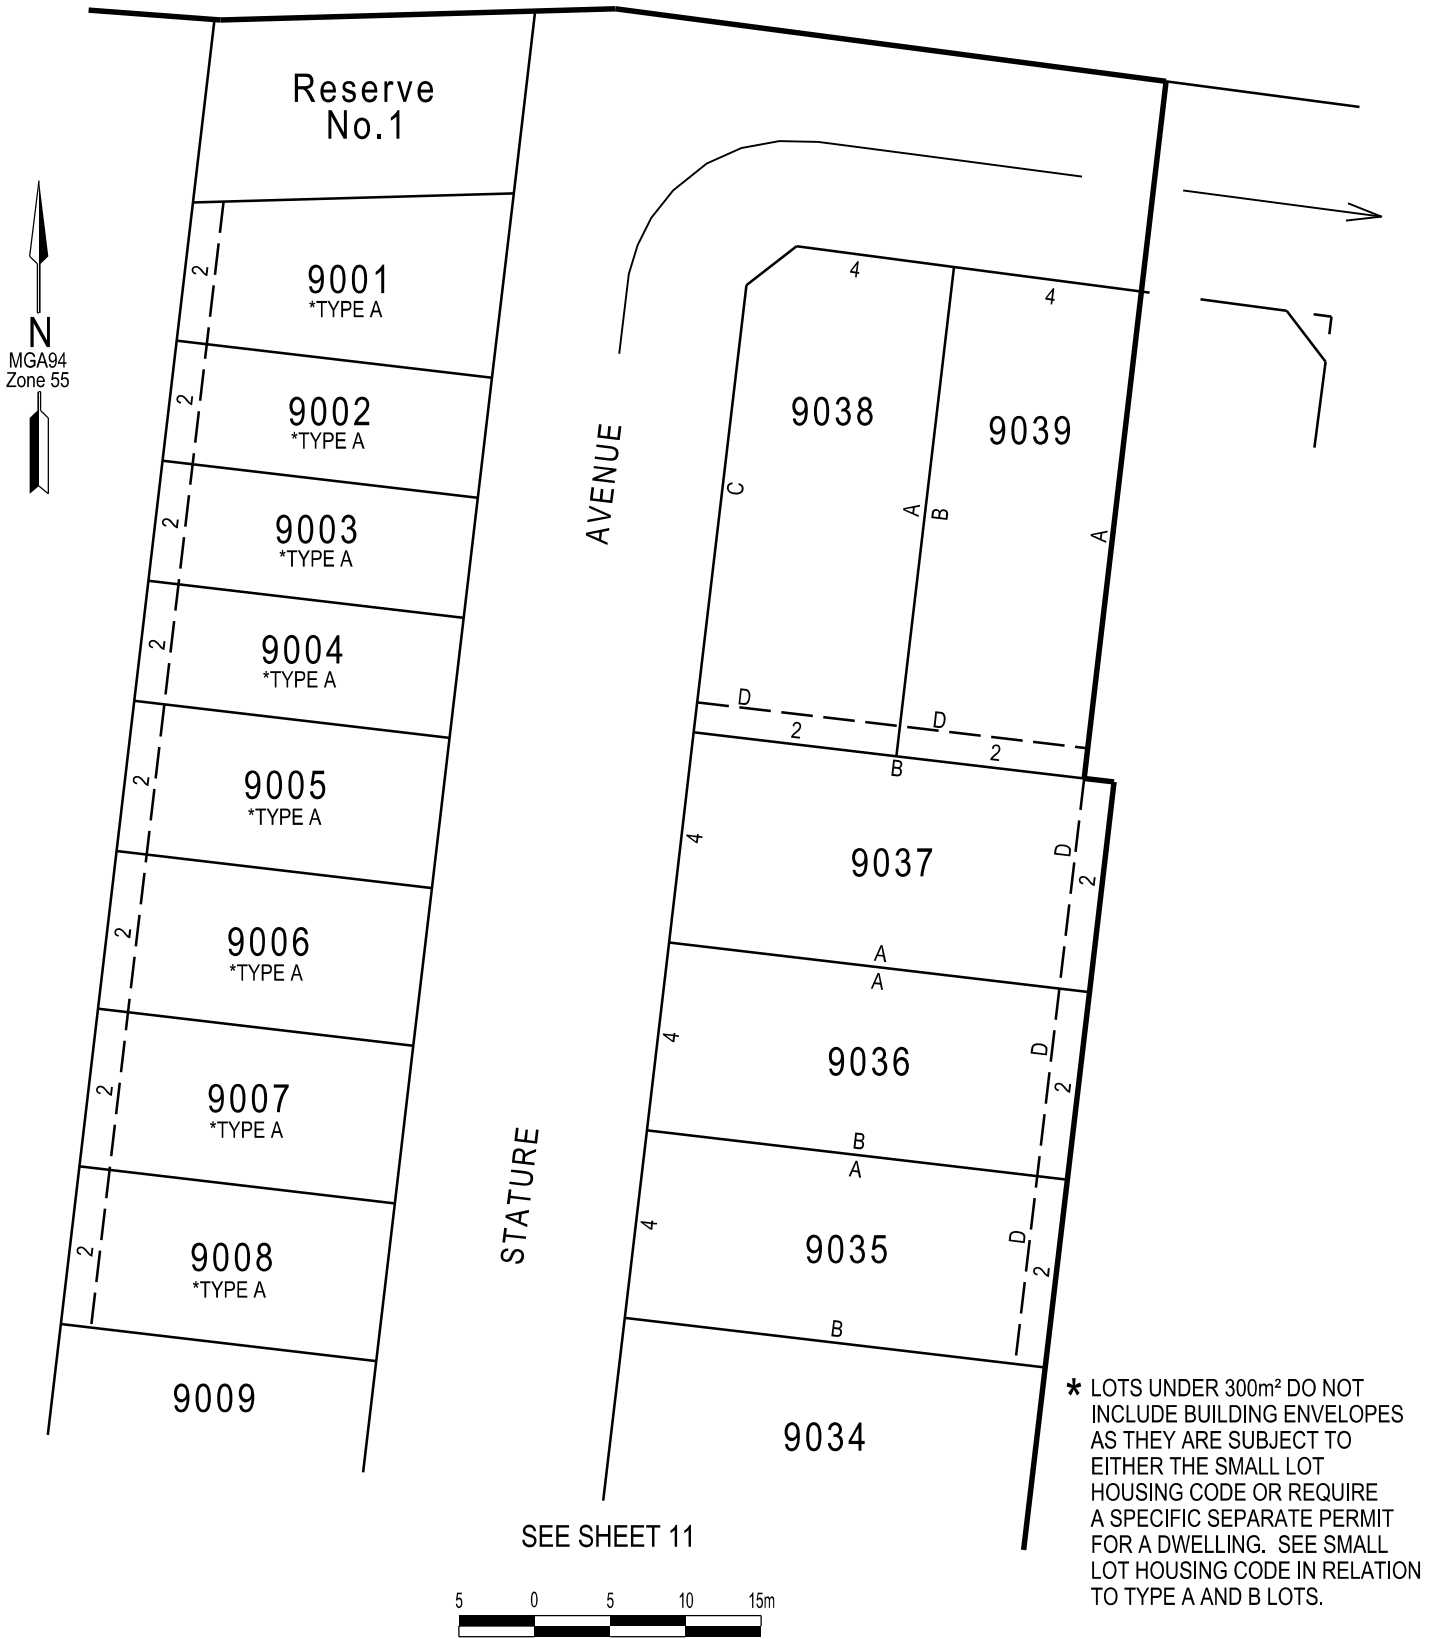 Reserve
No.1
N
MGA94
Zone 55
2
9001
*TYPE A
2
9002
*TYPE A
2
9003
*TYPE A
2
9004
*TYPE A
2
9005
*TYPE A
2
9006
*TYPE A
2
9007
*TYPE A
2
9008
*TYPE A
9009
STATURE
AVENUE
4
4
9038
9039
C
A
B
A
D
D
2
2
B
4
9037
D
2
A
A
4
9036
D
2
B
A
4
9035
D
2
B
9034
SEE SHEET 11
* LOTS UNDER 300m² DO NOT
INCLUDE BUILDING ENVELOPES
AS THEY ARE SUBJECT TO
EITHER THE SMALL LOT
HOUSING CODE OR REQUIRE
A SPECIFIC SEPARATE PERMIT
FOR A DWELLING. SEE SMALL
LOT HOUSING CODE IN RELATION
TO TYPE A AND B LOTS.
5 0 5 10 15m